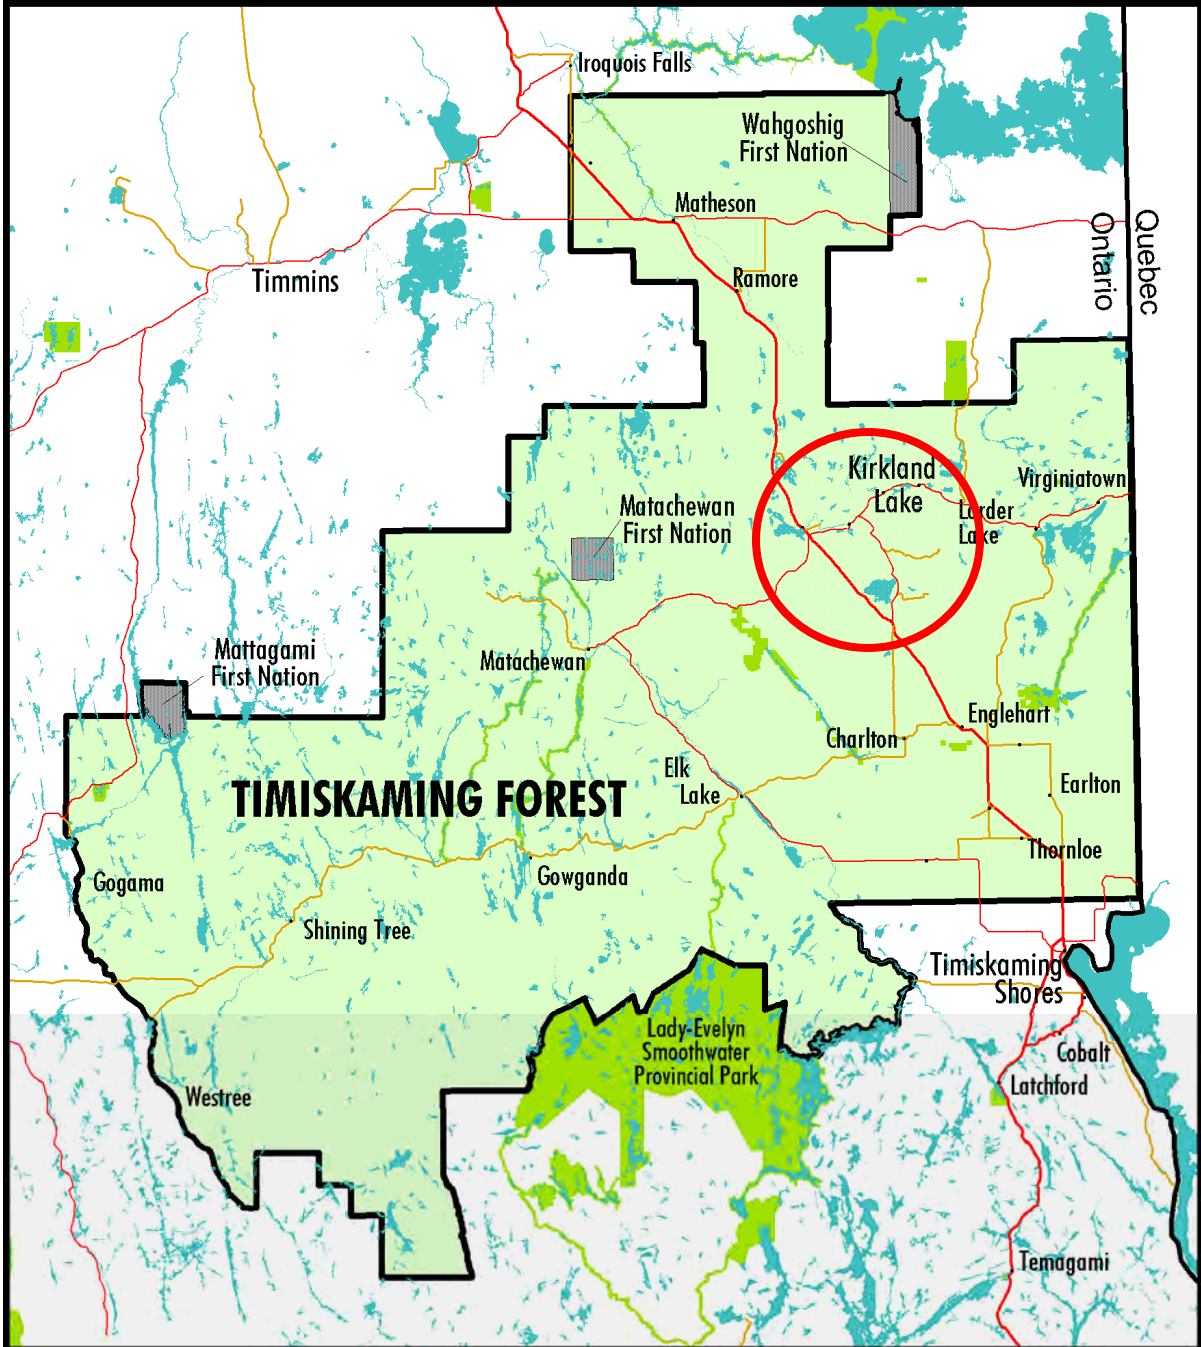 Iroquois Falls
Wahgoshig
First Nation
Matheson
Quebec
Ontario
Timmins
Ramore
Kirkland
Lake
Virginiatown
Matachewan
First Nation
Larder
Lake
Mattagami
First Nation
Matachewan
Englehart
Charlton
Elk
Lake
TIMISKAMING FOREST
Earlton
Thornloe
Gowganda
Gogama
Shining Tree
Timiskaming
Shores
Lady-Evelyn
Smoothwater
Provincial Park
Cobalt
Latchford
Westree
Temagami